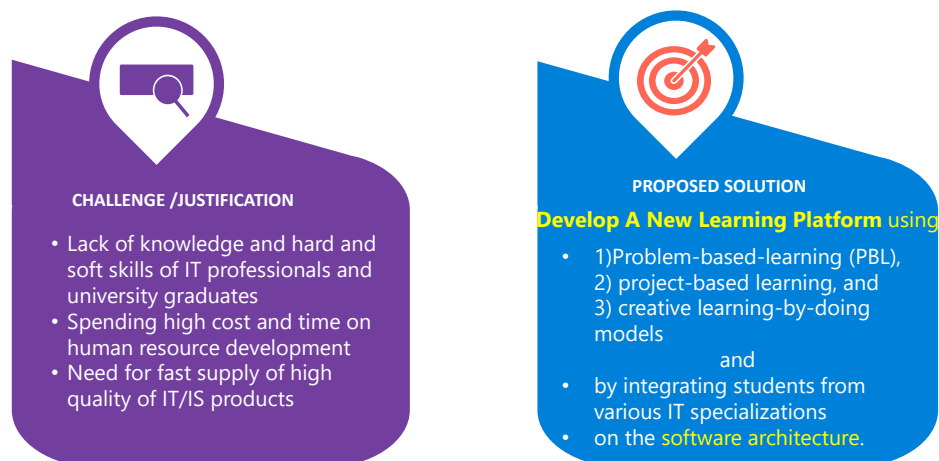 CHALLENGE /JUSTIFICATION
• Lack of knowledge and hard and
soft skills of IT professionals and
university graduates
• Spending high cost and time on
human resource development
• Need for fast supply of high
quality of IT/IS products
PROPOSED SOLUTION
Develop A New Learning Platform using
• 1)Problem-based-learning (PBL),
2) project-based learning, and
3) creative learning-by-doing
models
and
• by integrating students from
various IT specializations
• on the software architecture.